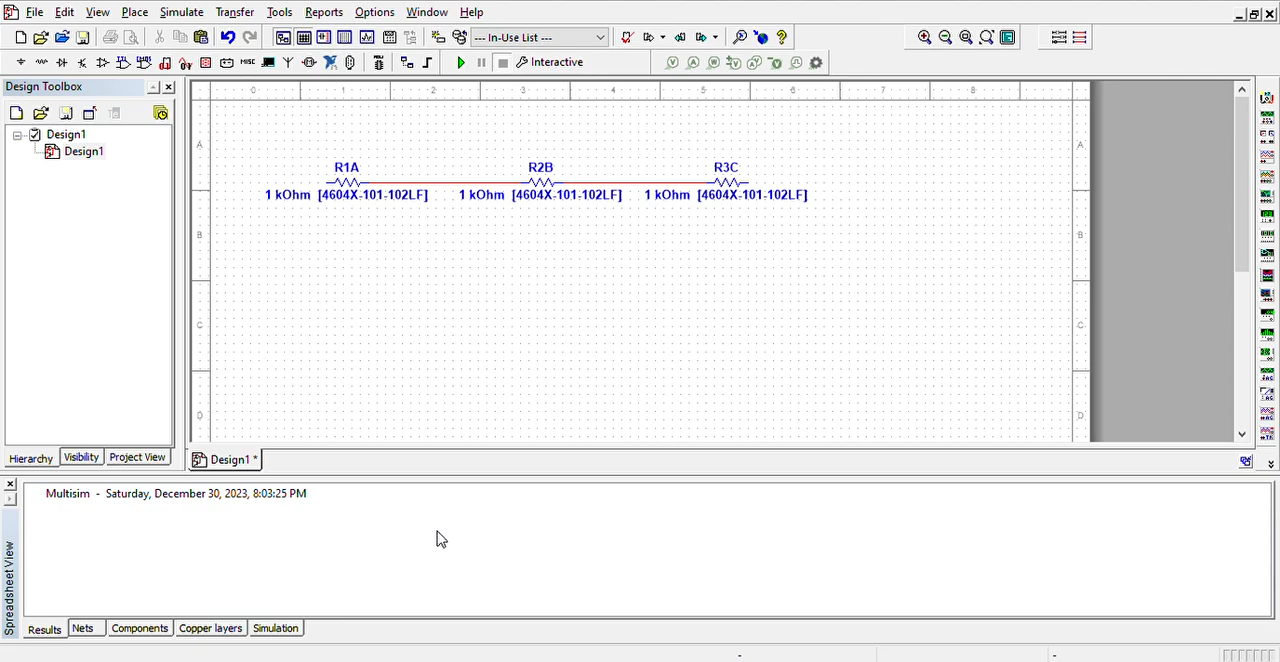 File Edit View Place Simulate Transfer Tools Reports Options Window Help
--- In-Use List ---
Interactive
Design Toolbox
Design1
Design1
Hierarchy Visibility Project View
0 1 2 3 4 5 6 7 8
A A
R1A R2B R3C
1 kOhm [4604X-101-102LF] 1 kOhm [4604X-101-102LF] 1 kOhm [4604X-101-102LF]
B B
C C
D D
Design1 *
Multisim - Saturday, December 30, 2023, 8:03:25 PM
Spreadsheet View
Results Nets Components Copper layers Simulation
- -